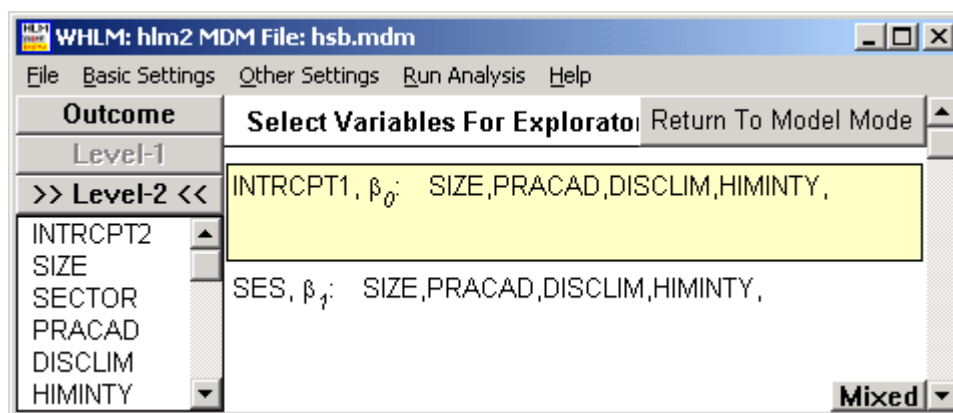 WHLM: hlm2 MDM File: hsb.mdm
File Basic Settings Other Settings Run Analysis Help
Outcome
Select Variables For Explorato Return To Model Mode
Level-1
>> Level-2 <<
INTRCPT1, β0: SIZE,PRACAD,DISCLIM,HIMINTY,
INTRCPT2
SIZE
SECTOR
PRACAD
DISCLIM
HIMINTY
SES, β1: SIZE,PRACAD,DISCLIM,HIMINTY,
Mixed